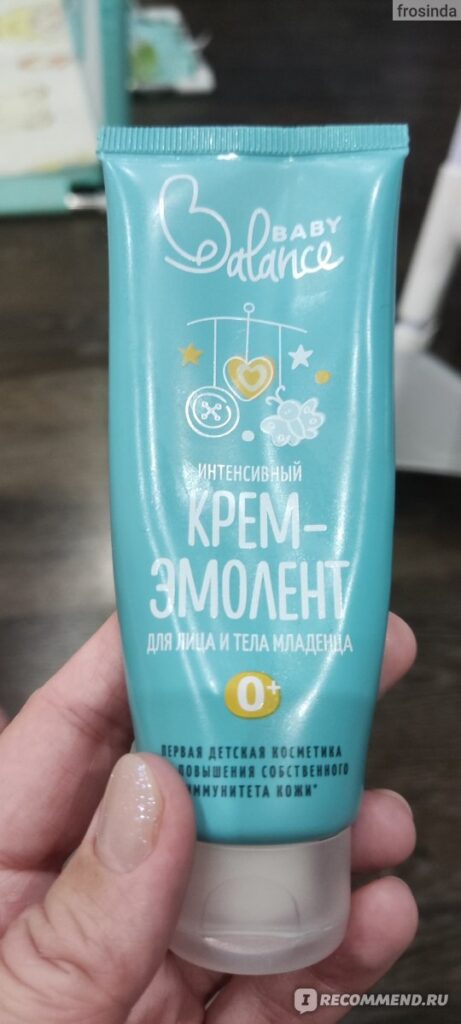 frosinda
BABY
Balance
ИНТЕНСИВНЫЙ
КРЕМ-
ЭМОЛЕНТ
ДЛЯ ЛИЦА И ТЕЛА МЛАДЕНЦА
0+
ПЕРВАЯ ДЕТСКАЯ КОСМЕТИКА
ПОВЫШЕНИЯ СОБСТВЕННОГО
ИММУНИТЕТА КОЖИ*
IRECOMMEND.RU